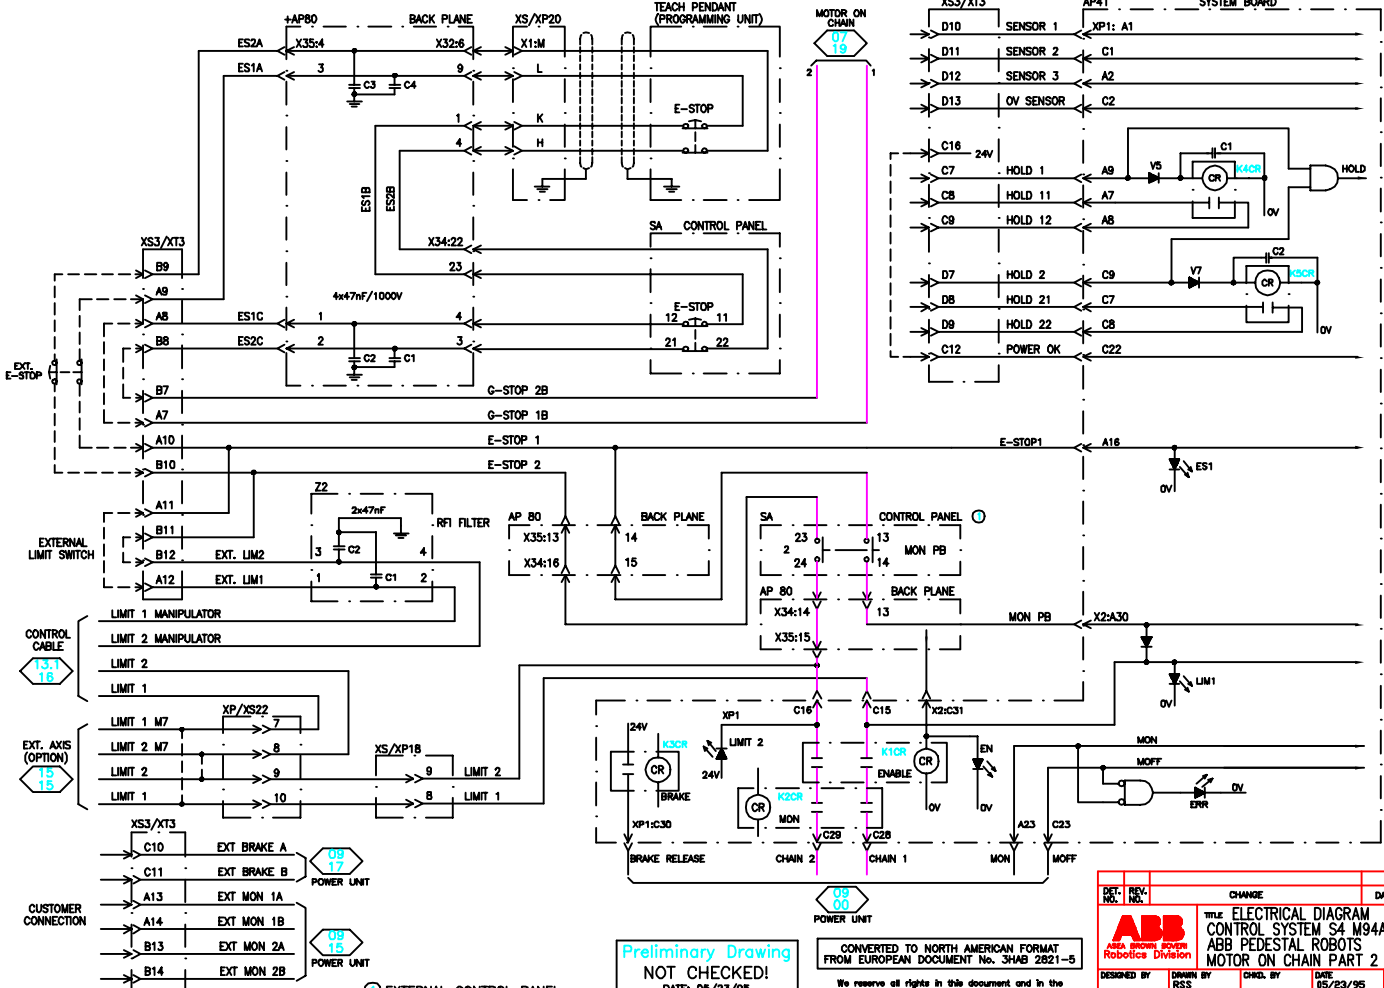 +AP80
BACK PLANE
XS/XP20
TEACH PENDANT
(PROGRAMMING UNIT)
MOTOR ON
CHAIN
07
19
2
1
XS3/XT3
AP41
SYSTEM BOARD
ES2A
X35:4
X32:6
X1:M
ES1A
3
9
L
C3
C4
1
K
4
H
E-STOP
ES1B
ES2B
D10
SENSOR 1
XP1: A1
D11
SENSOR 2
C1
D12
SENSOR 3
A2
D13
OV SENSOR
C2
C16
24V
C7
HOLD 1
A9
V5
C1
K4CR
CR
HOLD
C8
HOLD 11
A7
0V
C9
HOLD 12
A8
C2
D7
HOLD 2
C9
V7
CR
K5CR
D8
HOLD 21
C7
D9
HOLD 22
C8
0V
C12
POWER OK
C22
SA
CONTROL PANEL
X34:22
23
XS3/XT3
B9
A9
4x47nF/1000V
A8
ES1C
1
4
E-STOP
12
11
B8
ES2C
2
3
21
22
C2
C1
EXT.
E-STOP
B7
G-STOP 2B
A7
G-STOP 1B
A10
E-STOP 1
E-STOP1
A16
B10
E-STOP 2
ES1
0V
Z2
2x47nF
RFI FILTER
A11
B11
B12
EXT. LIM2
3
4
C2
A12
EXT. LIM1
1
2
C1
EXTERNAL
LIMIT SWITCH
AP 80
BACK PLANE
X35:13
14
X34:16
15
SA
CONTROL PANEL
1
23
13
2
MON PB
24
14
AP 80
BACK PLANE
X34:14
13
MON PB
X2:A30
X35:15
LIM1
0V
LIMIT 1 MANIPULATOR
CONTROL
CABLE
13.1
16
LIMIT 2 MANIPULATOR
LIMIT 2
LIMIT 1
XP/XS22
LIMIT 1 M7
7
EXT. AXIS
(OPTION)
15
15
LIMIT 2 M7
8
LIMIT 2
9
LIMIT 1
10
XS/XP18
9
LIMIT 2
8
LIMIT 1
C16
C15
X2:C31
XP1
24V
K3CR
CR
BRAKE
LIMIT 2
24V
K1CR
ENABLE
CR
EN
0V
0V
K2CR
CR
MON
MON
MOFF
ERR
0V
XP1:C30
C29
C28
A23
C23
BRAKE RELEASE
CHAIN 2
CHAIN 1
MON
MOFF
09
00
POWER UNIT
XS3/XT3
C10
EXT BRAKE A
09
17
C11
EXT BRAKE B
POWER UNIT
A13
EXT MON 1A
CUSTOMER
CONNECTION
A14
EXT MON 1B
09
15
B13
EXT MON 2A
POWER UNIT
B14
EXT MON 2B
1 EXTERNAL CONTROL PANEL
Preliminary Drawing
NOT CHECKED!
DATE: 05/23/95
CONVERTED TO NORTH AMERICAN FORMAT
FROM EUROPEAN DOCUMENT No. 3HAB 2821-5
We reserve all rights in this document and in the
DET.
NO.
REV.
NO.
CHANGE
DA
ABB
ASEA BROWN BOVERI
Robotics Division
TITLE ELECTRICAL DIAGRAM
CONTROL SYSTEM S4 M94A
ABB PEDESTAL ROBOTS
MOTOR ON CHAIN PART 2
DESIGNED BY
DRAWN BY
RSS
CHKD. BY
DATE
05/23/95